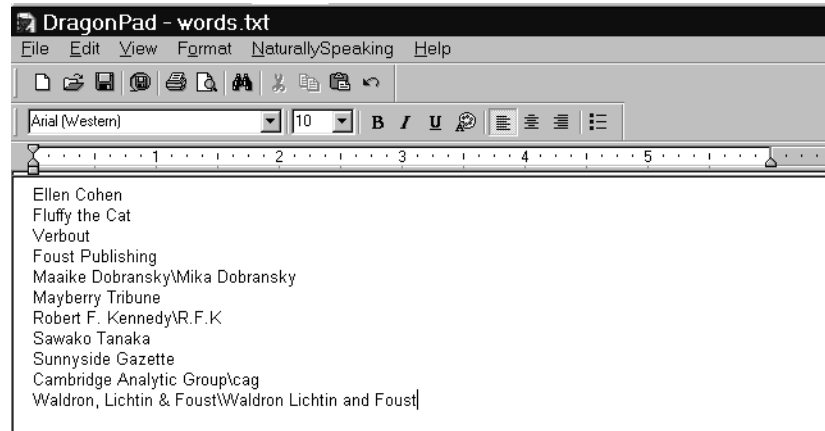 DragonPad - words.txt
File Edit View Format NaturallySpeaking Help
Arial (Western) 10 B I U
1 2 3 4 5
Ellen Cohen
Fluffy the Cat
Verbout
Foust Publishing
Maaike Dobransky\Mika Dobransky
Mayberry Tribune
Robert F. Kennedy\R.F.K
Sawako Tanaka
Sunnyside Gazette
Cambridge Analytic Group\cag
Waldron, Lichtin & Foust\Waldron Lichtin and Foust